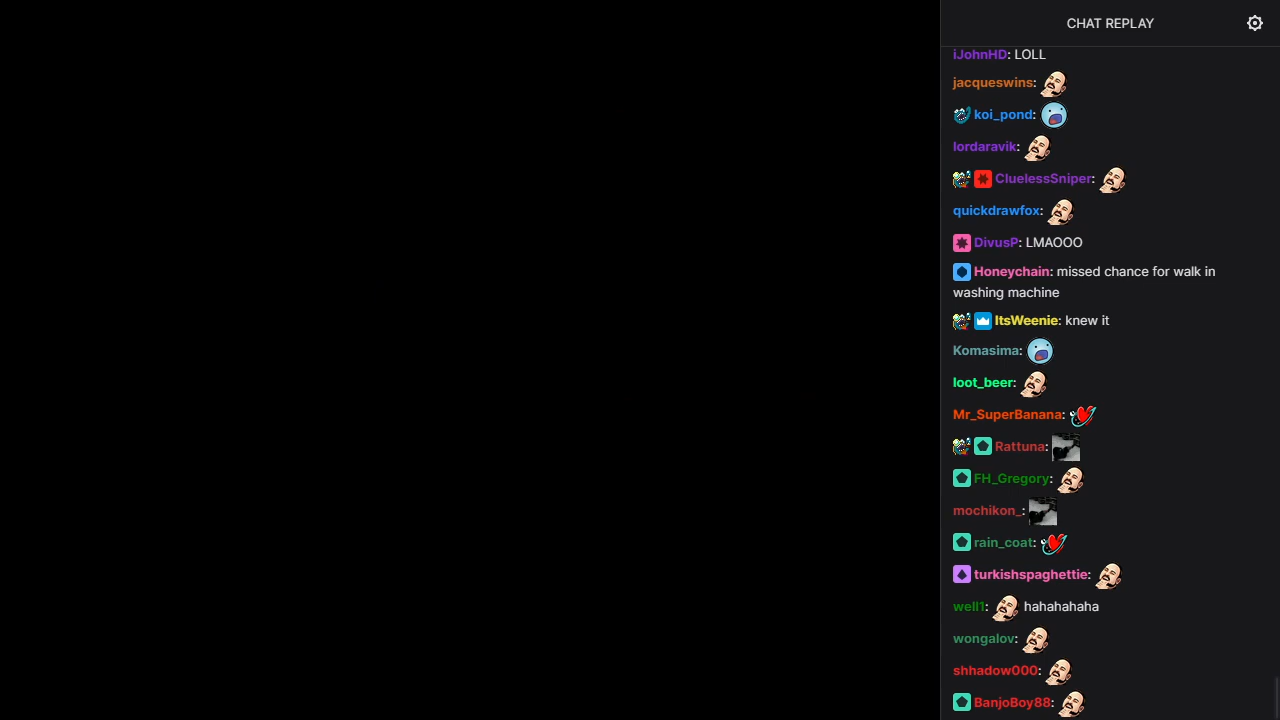 CHAT REPLAY
iJohnHD: LOLL
jacqueswins:
koi_pond:
lordaravik:
CluelessSniper:
quickdrawfox:
DivusP: LMAOOO
Honeychain: missed chance for walk in
washing machine
ItsWeenie: knew it
Komasima:
loot_beer:
Mr_SuperBanana:
Rattuna:
FH_Gregory:
mochikon_:
rain_coat:
turkishspaghettie:
well1: hahahahaha
wongalov:
shhadow000:
BanjoBoy88: